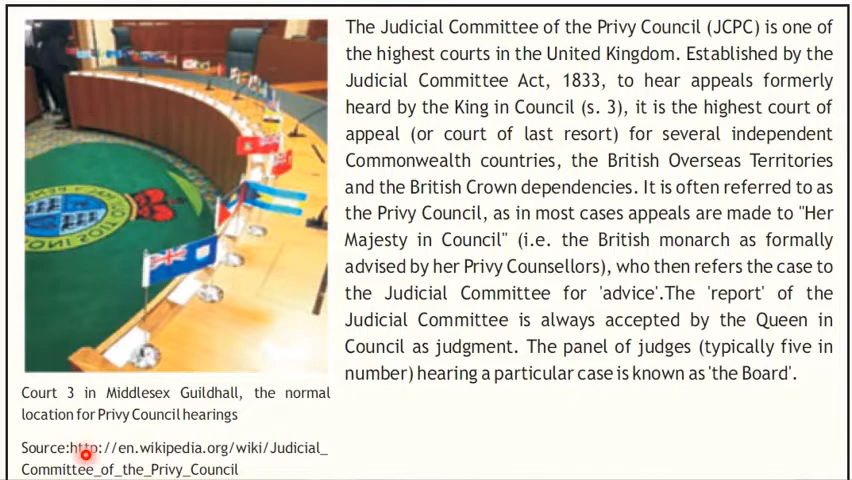 The Judicial Committee of the Privy Council (JCPC) is one of
the highest courts in the United Kingdom. Established by the
Judicial Committee Act, 1833, to hear appeals formerly
heard by the King in Council (s. 3), it is the highest court of
appeal (or court of last resort) for several independent
Commonwealth countries, the British Overseas Territories
and the British Crown dependencies. It is often referred to as
the Privy Council, as in most cases appeals are made to "Her
Majesty in Council" (i.e. the British monarch as formally
advised by her Privy Counsellors), who then refers the case to
the Judicial Committee for 'advice'.The 'report' of the
Judicial Committee is always accepted by the Queen in
Council as judgment. The panel of judges (typically five in
number) hearing a particular case is known as 'the Board'.
Court 3 in Middlesex Guildhall, the normal
location for Privy Council hearings
Source:http://en.wikipedia.org/wiki/Judicial_
Committee_of_the_Privy_Council